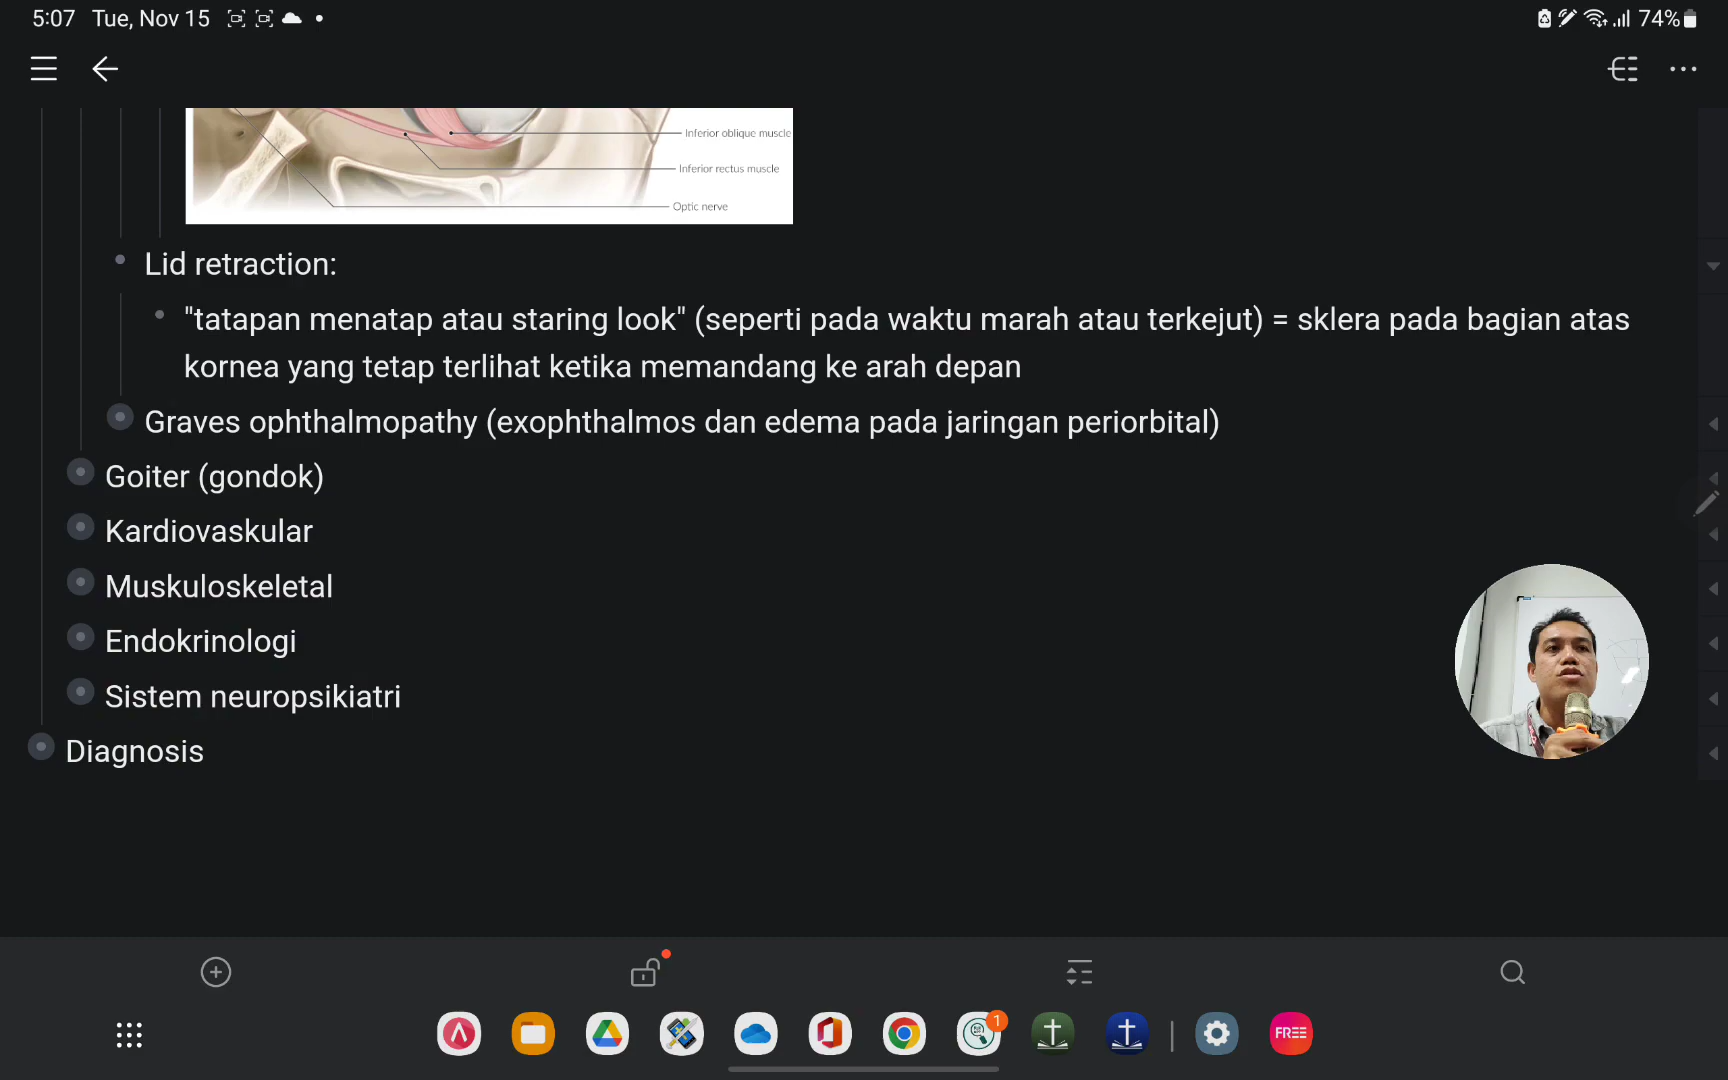 5:07 Tue, Nov 15
74%
Inferior oblique muscle
Inferior rectus muscle
Optic nerve
Lid retraction:
"tatapan menatap atau staring look" (seperti pada waktu marah atau terkejut) = sklera pada bagian atas
kornea yang tetap terlihat ketika memandang ke arah depan
Graves ophthalmopathy (exophthalmos dan edema pada jaringan periorbital)
Goiter (gondok)
Kardiovaskular
Muskuloskeletal
Endokrinologi
Sistem neuropsikiatri
Diagnosis
1
FREE